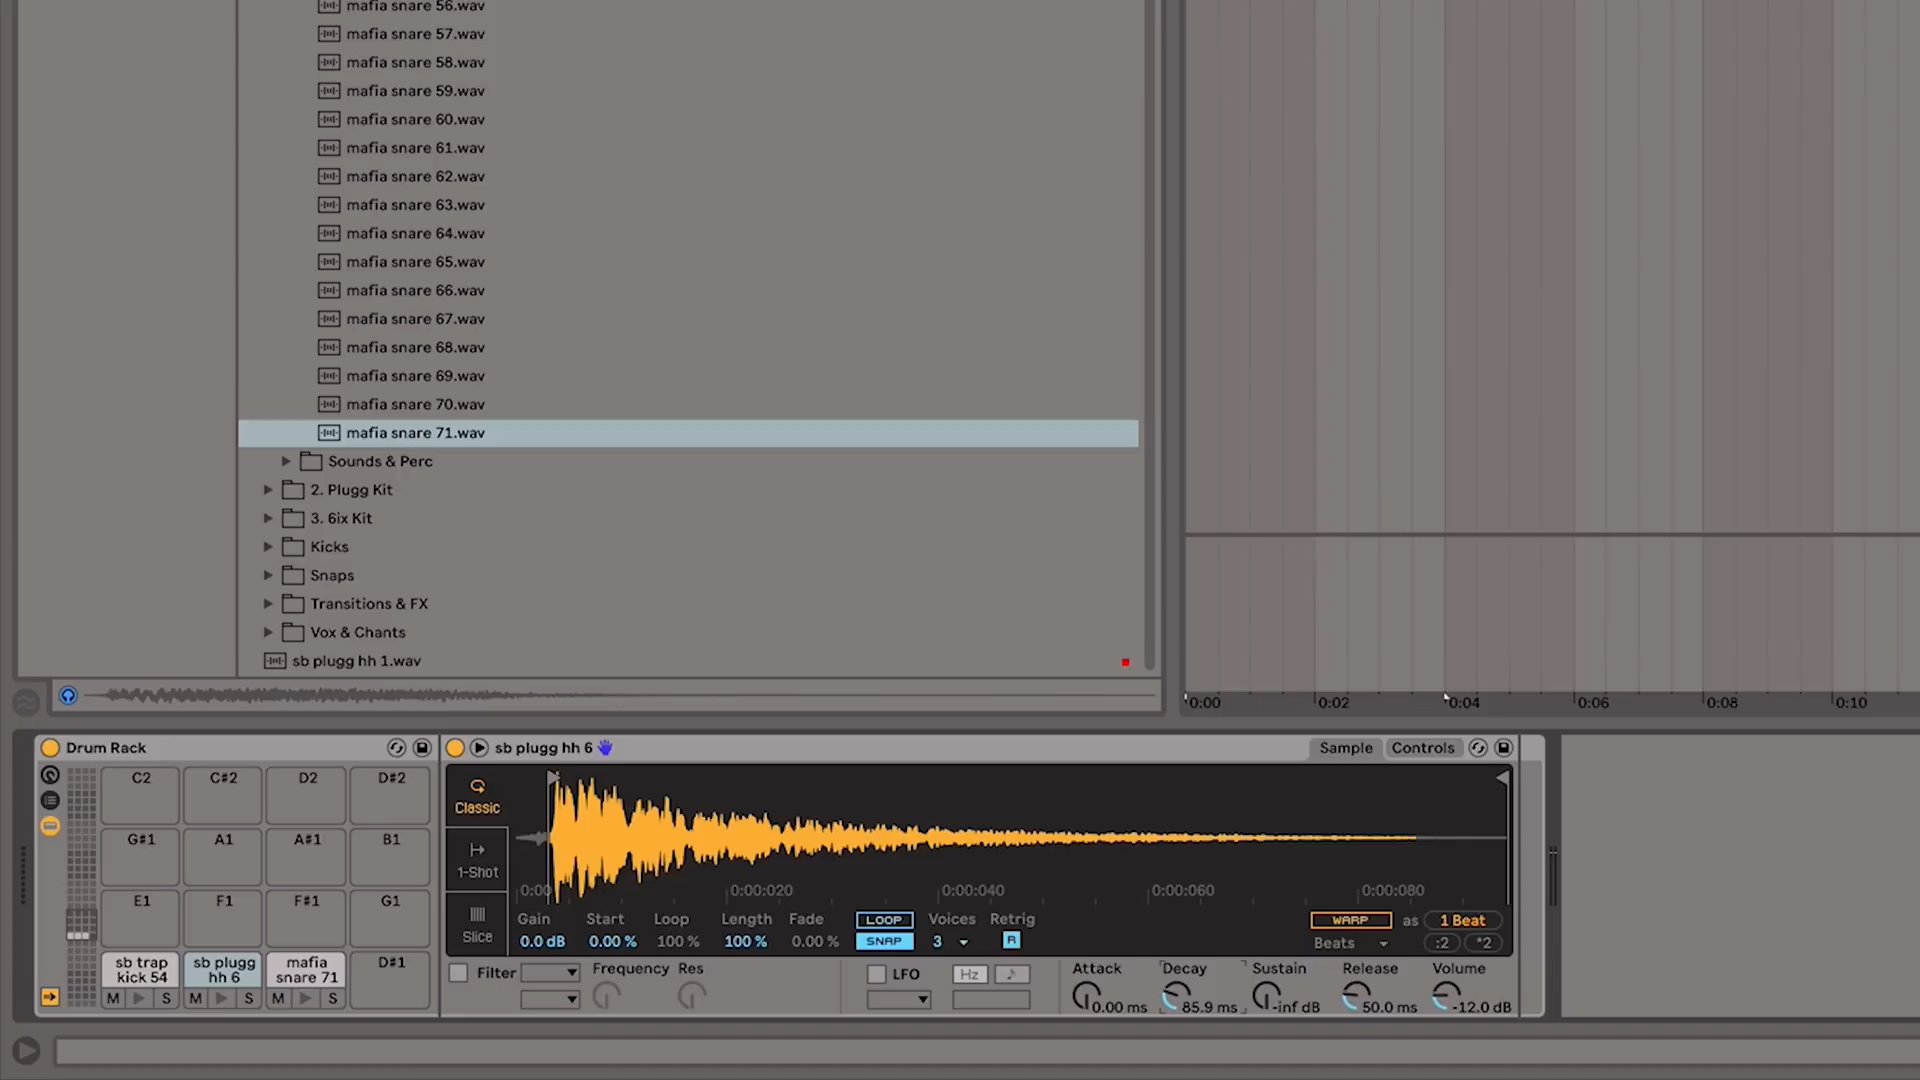 mafia snare 56.wav
mafia snare 57.wav
mafia snare 58.wav
mafia snare 59.wav
mafia snare 60.wav
mafia snare 61.wav
mafia snare 62.wav
mafia snare 63.wav
mafia snare 64.wav
mafia snare 65.wav
mafia snare 66.wav
mafia snare 67.wav
mafia snare 68.wav
mafia snare 69.wav
mafia snare 70.wav
mafia snare 71.wav
Sounds & Perc
2. Plugg Kit
3. 6ix Kit
Kicks
Snaps
Transitions & FX
Vox & Chants
sb plugg hh 1.wav
0:00 0:02 0:04 0:06 0:08 0:10
Drum Rack
C2 C#2 D2 D#2
G#1 A1 A#1 B1
E1 F1 F#1 G1
sb trap kick 54
sb plugg hh 6
mafia snare 71
D#1
M S M S M S
sb plugg hh 6
Sample Controls
Classic
1-Shot
Slice
0:00 0:00:020 0:00:040 0:00:060 0:00:080
Gain Start Loop Length Fade LOOP Voices Retrig WARP as 1 Beat
0.0 dB 0.00 % 100 % 100 % 0.00 % SNAP 3 R Beats :2 *2
Filter Frequency Res LFO Hz Attack Decay Sustain Release Volume
0.00 ms 85.9 ms -inf dB 50.0 ms -12.0 dB